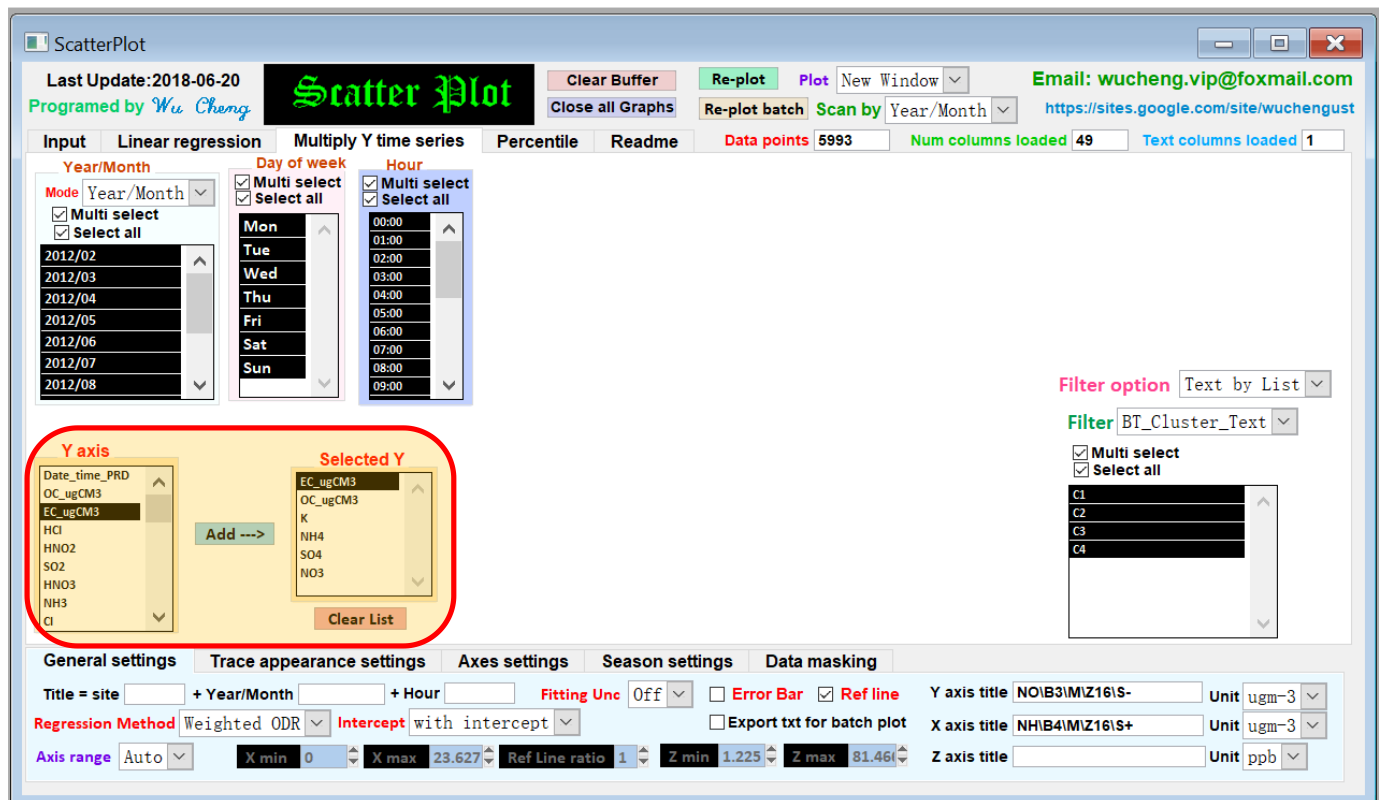 ScatterPlot
Last Update:2018-06-20
Programed by Wu Cheng
Scatter Plot
Clear Buffer
Close all Graphs
Re-plot Plot New Window
Re-plot batch Scan by Year/Month
Email: wucheng.vip@foxmail.com
https://sites.google.com/site/wuchengust
Input Linear regression Multiply Y time series Percentile Readme
Data points 5993 Num columns loaded 49 Text columns loaded 1
Year/Month
Mode Year/Month
Multi select
Select all
2012/02
2012/03
2012/04
2012/05
2012/06
2012/07
2012/08
Day of week
Multi select
Select all
Mon
Tue
Wed
Thu
Fri
Sat
Sun
Hour
Multi select
Select all
00:00
01:00
02:00
03:00
04:00
05:00
06:00
07:00
08:00
09:00
Filter option Text by List
Filter BT_Cluster_Text
Multi select
Select all
C1
C2
C3
C4
Y axis
Date_time_PRD
OC_ugCM3
EC_ugCM3
HCl
HNO2
SO2
HNO3
NH3
Cl
Add --->
Selected Y
EC_ugCM3
OC_ugCM3
K
NH4
SO4
NO3
Clear List
General settings Trace appearance settings Axes settings Season settings Data masking
Title = site + Year/Month + Hour Fitting Unc Off Error Bar Ref line Y axis title NO\B3\M\Z16\S- Unit ugm-3
Regression Method Weighted ODR Intercept with intercept Export txt for batch plot X axis title NH\B4\M\Z16\S+ Unit ugm-3
Axis range Auto X min 0 X max 23.627 Ref Line ratio 1 Z min 1.225 Z max Z axis title Unit ppb